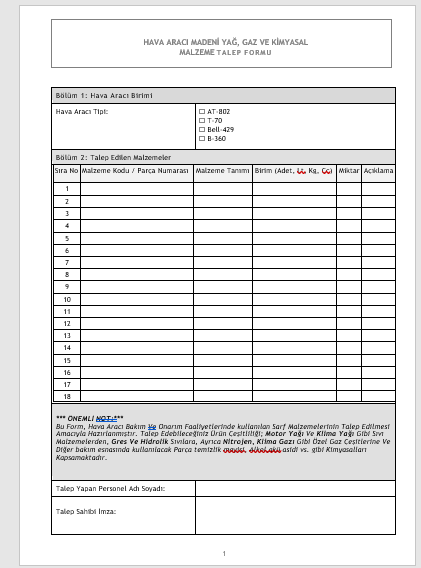 HAVA ARACI MADENİ YAĞ, GAZ VE KİMYASAL
MALZEME TALEP FORMU
Bölüm 1: Hava Aracı Birimi
Hava Aracı Tipi:
☐ AT-802
☐ T-70
☐ Bell-429
☐ B-360
Bölüm 2: Talep Edilen Malzemeler
Sıra No Malzeme Kodu / Parça Numarası Malzeme Tanımı Birim (Adet, Lt, Kg, Cc) Miktar Açıklama
1
2
3
4
5
6
7
8
9
10
11
12
13
14
15
16
17
18
*** ÖNEMLİ NOT:***
Bu Form, Hava Aracı Bakım Ve Onarım Faaliyetlerinde kullanılan Sarf Malzemelerinin Talep Edilmesi
Amacıyla Hazırlanmıştır. Talep Edebileceğiniz Ürün Çeşitliliği; Motor Yağı Ve Klima Yağı Gibi Sıvı
Malzemelerden, Gres Ve Hidrolik Sıvılara, Ayrıca Nitrojen, Klima Gazı Gibi Özel Gaz Çeşitlerine Ve
Diğer bakım esnasında kullanılacak Parça temizlik asidi vs. gibi Kimyasalları
Kapsamaktadır.
Talep Yapan Personel Adı Soyadı:
Talep Sahibi İmza:
1